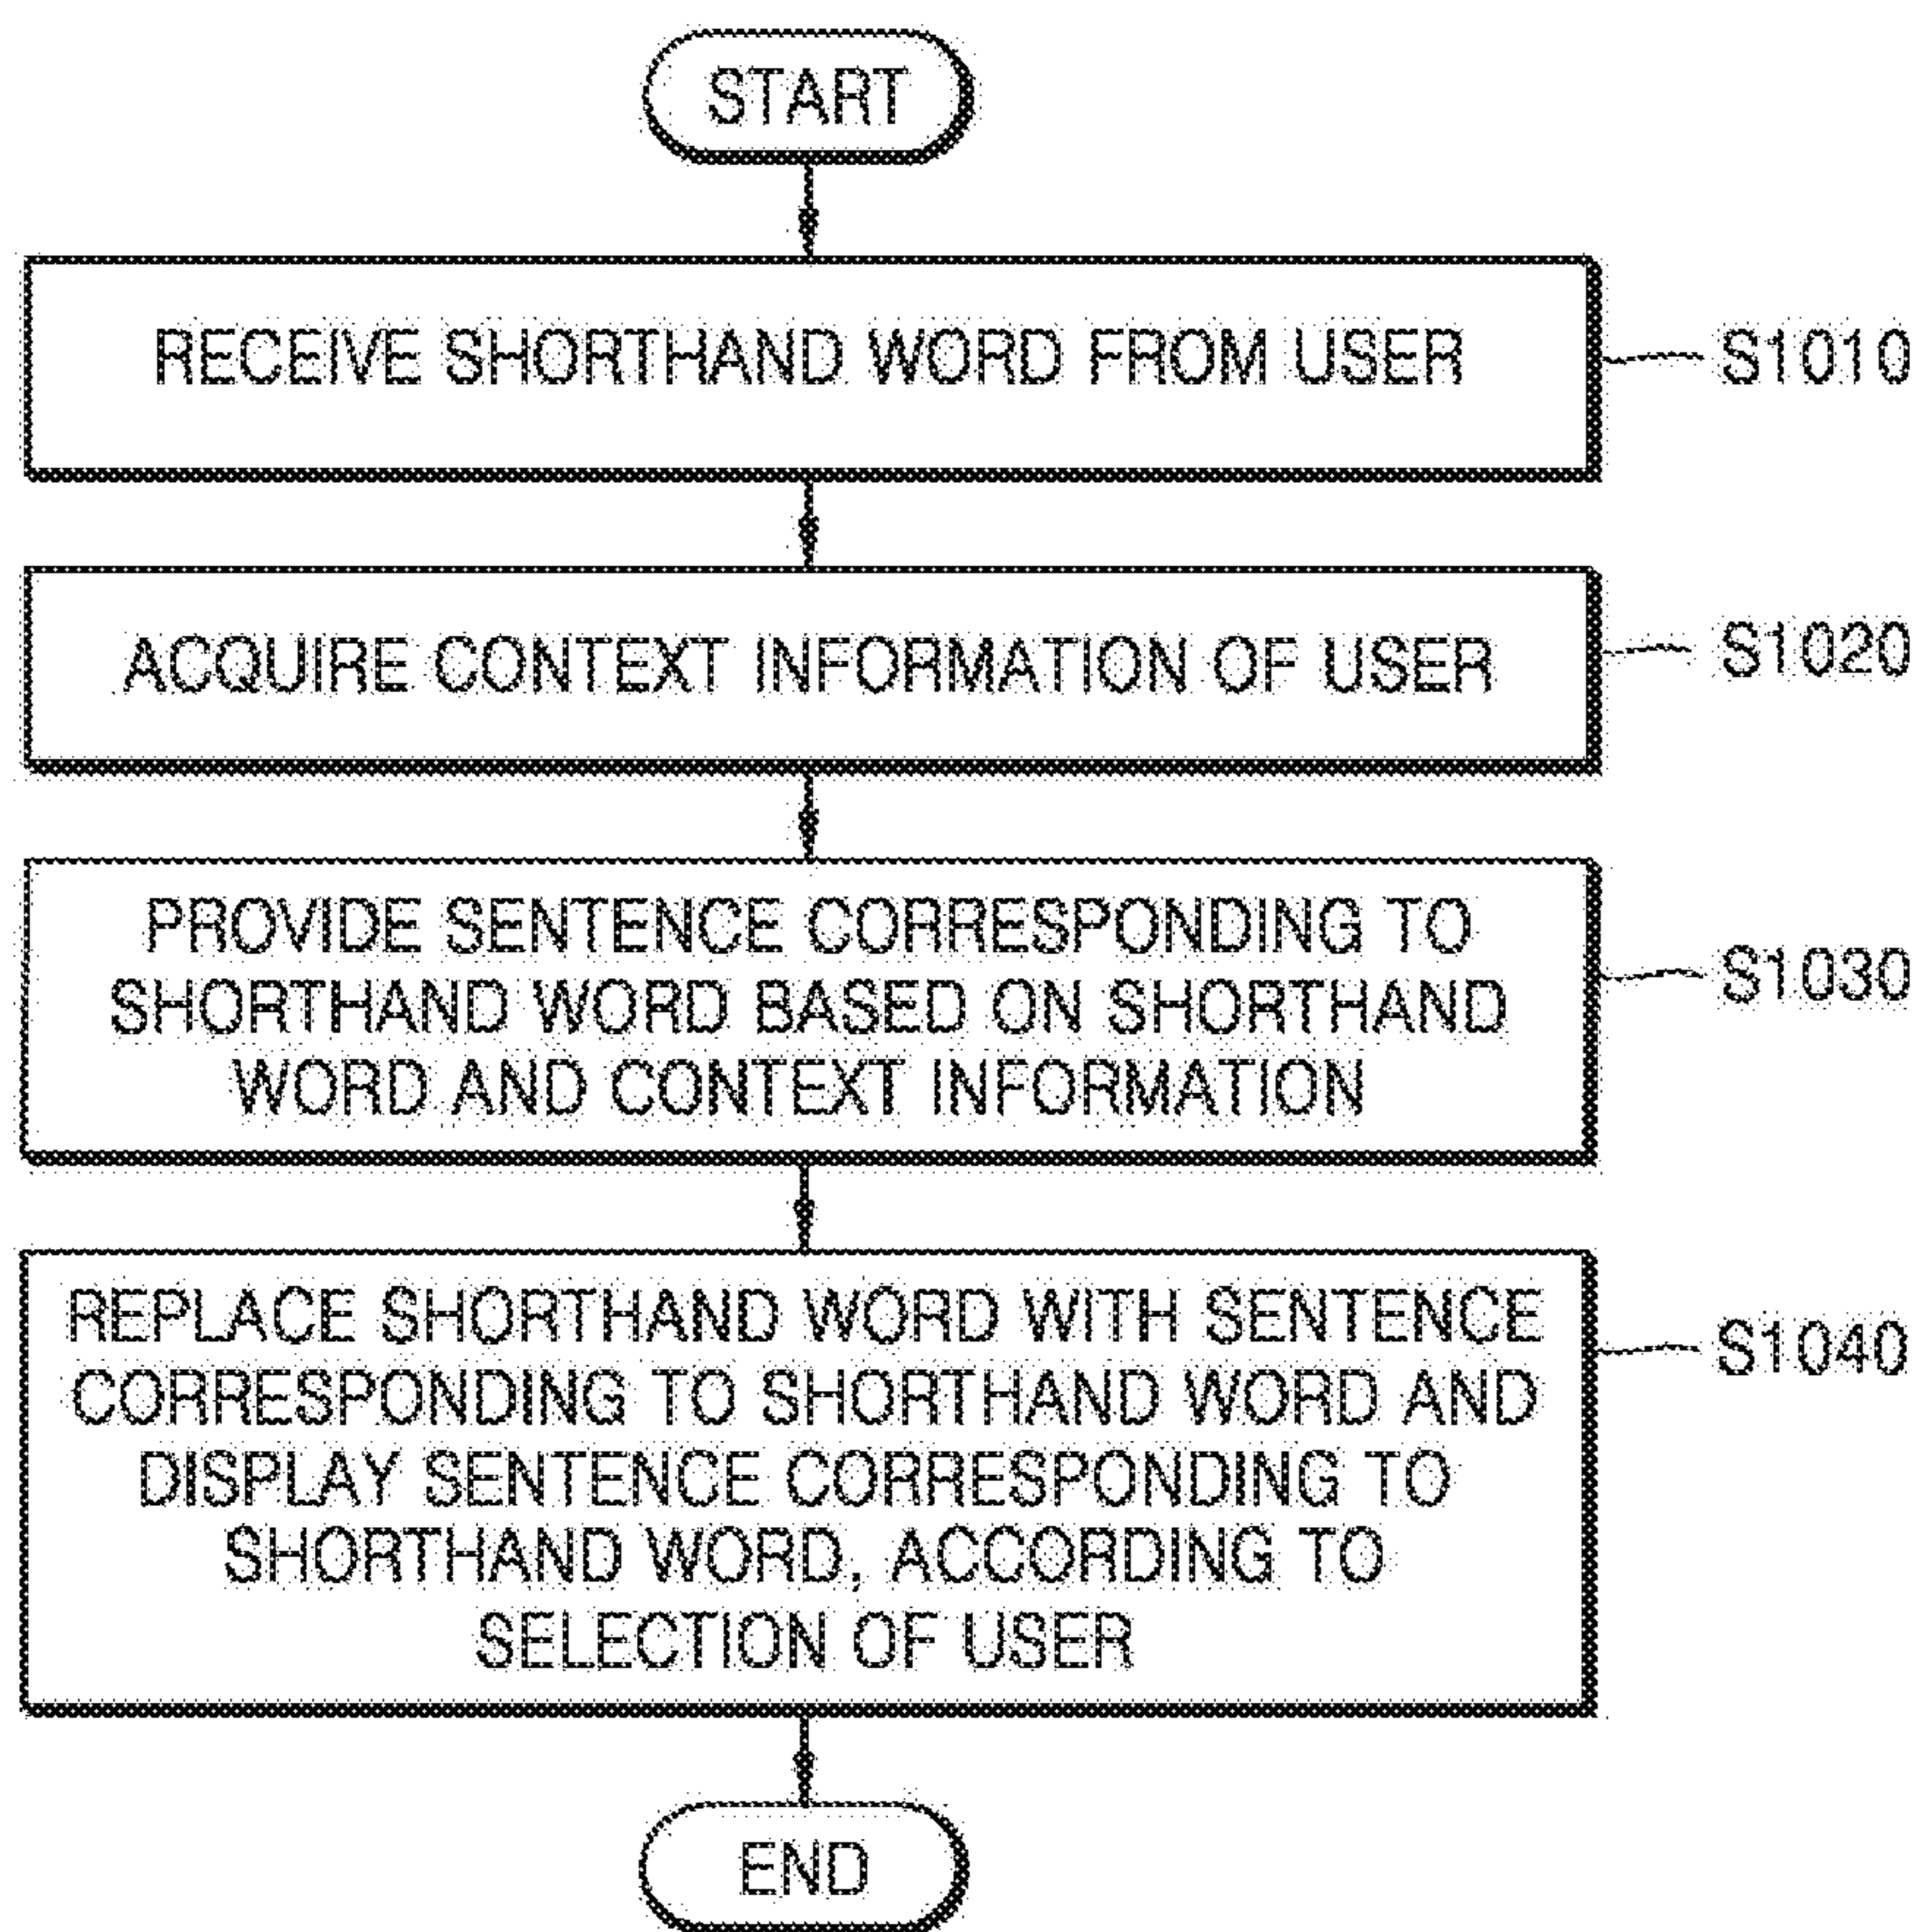 START
RECEIVE SHORTHAND WORD FROM USER
S1010
ACQUIRE CONTEXT INFORMATION OF USER
S1020
PROVIDE SENTENCE CORRESPONDING TO
SHORTHAND WORD BASED ON SHORTHAND
WORD AND CONTEXT INFORMATION
S1030
REPLACE SHORTHAND WORD WITH SENTENCE
CORRESPONDING TO SHORTHAND WORD AND
DISPLAY SENTENCE CORRESPONDING TO
SHORTHAND WORD, ACCORDING TO
SELECTION OF USER
S1040
END